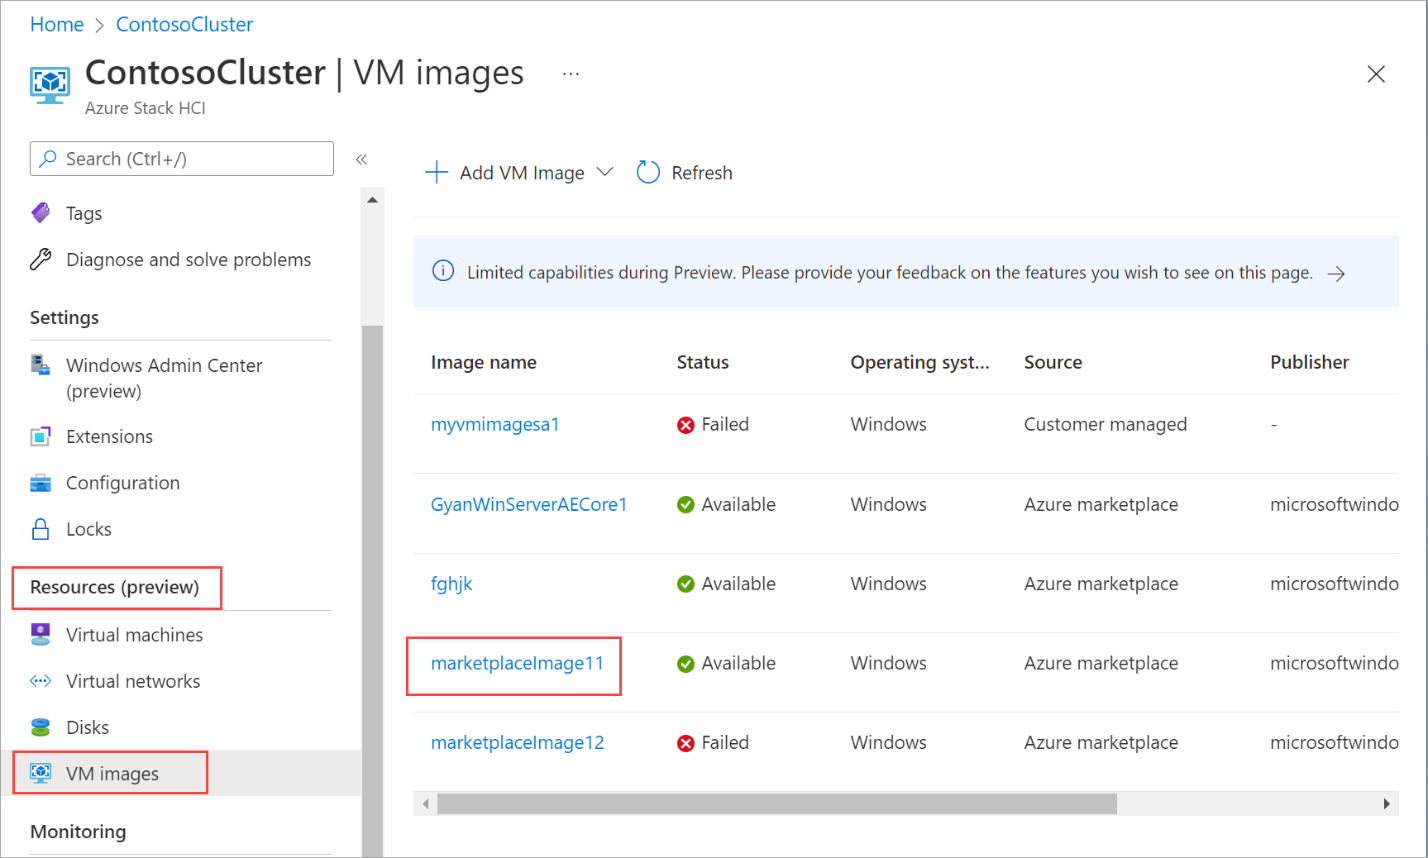 Home > ContosoCluster
ContosoCluster | VM images ...
Azure Stack HCI
Search (Ctrl+/) «
Add VM Image Refresh
Tags
Diagnose and solve problems
Limited capabilities during Preview. Please provide your feedback on the features you wish to see on this page. →
Settings
Windows Admin Center
(preview)
Extensions
Configuration
Locks
Resources (preview)
Virtual machines
Virtual networks
Disks
VM images
Monitoring
Image name Status Operating syst... Source Publisher
myvmimagesa1 Failed Windows Customer managed -
GyanWinServerAECore1 Available Windows Azure marketplace microsoftwindo
fghjk Available Windows Azure marketplace microsoftwindo
marketplaceImage11 Available Windows Azure marketplace microsoftwindo
marketplaceImage12 Failed Windows Azure marketplace microsoftwindo